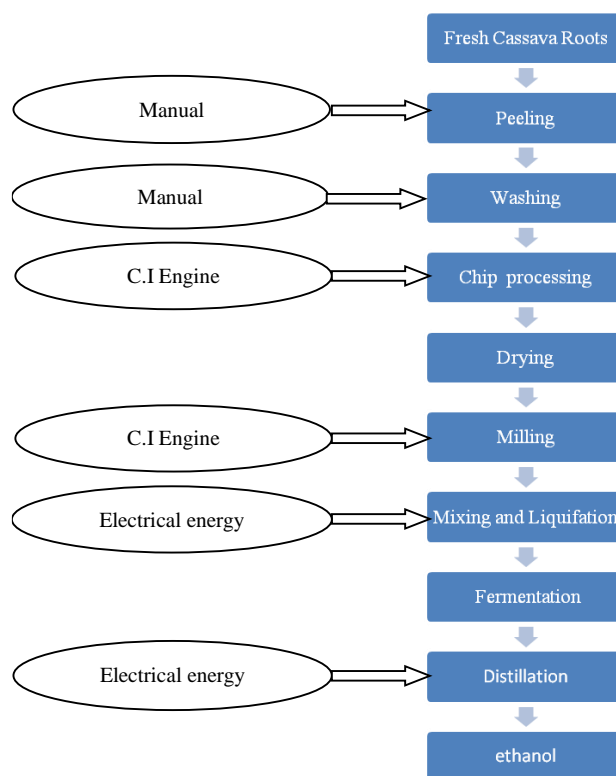 Fresh Cassava Roots
Manual
Peeling
Manual
Washing
C.I Engine
Chip processing
Drying
C.I Engine
Milling
Electrical energy
Mixing and Liquifation
Fermentation
Electrical energy
Distillation
ethanol